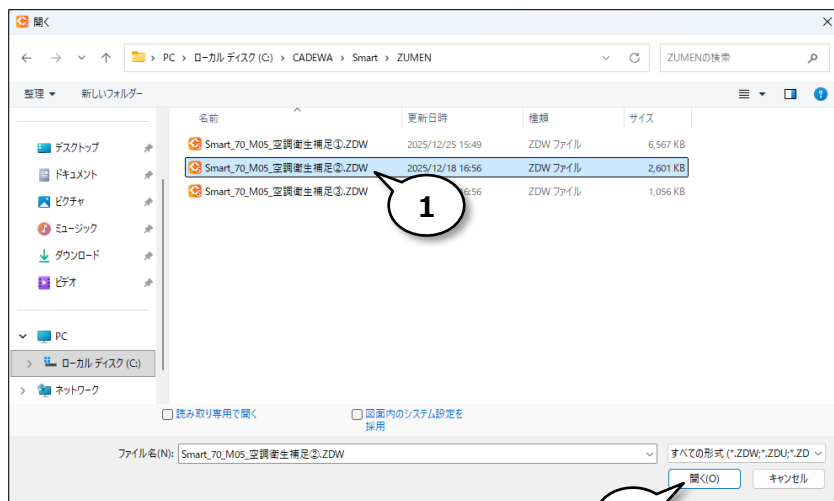 開く
PC > ローカル ディスク (C:) > CADEWA > Smart > ZUMEN
ZUMENの検索
整理 新しいフォルダー
名前 更新日時 種類 サイズ
Smart_70_M05_空調衛生補足①.ZDW 2025/12/25 15:49 ZDW ファイル 6,567 KB
Smart_70_M05_空調衛生補足②.ZDW 2025/12/18 16:56 ZDW ファイル 2,601 KB
Smart_70_M05_空調衛生補足③.ZDW 16:56 ZDW ファイル 1,056 KB
1
デスクトップ
ドキュメント
ピクチャ
ミュージック
ダウンロード
ビデオ
PC
ローカル ディスク (C:)
ネットワーク
読み取り専用で開く
図面内のシステム設定を
採用
ファイル名(N): Smart_70_M05_空調衛生補足②.ZDW
すべての形式 (*.ZDW;*.ZDU;*.ZD
開く(O) キャンセル